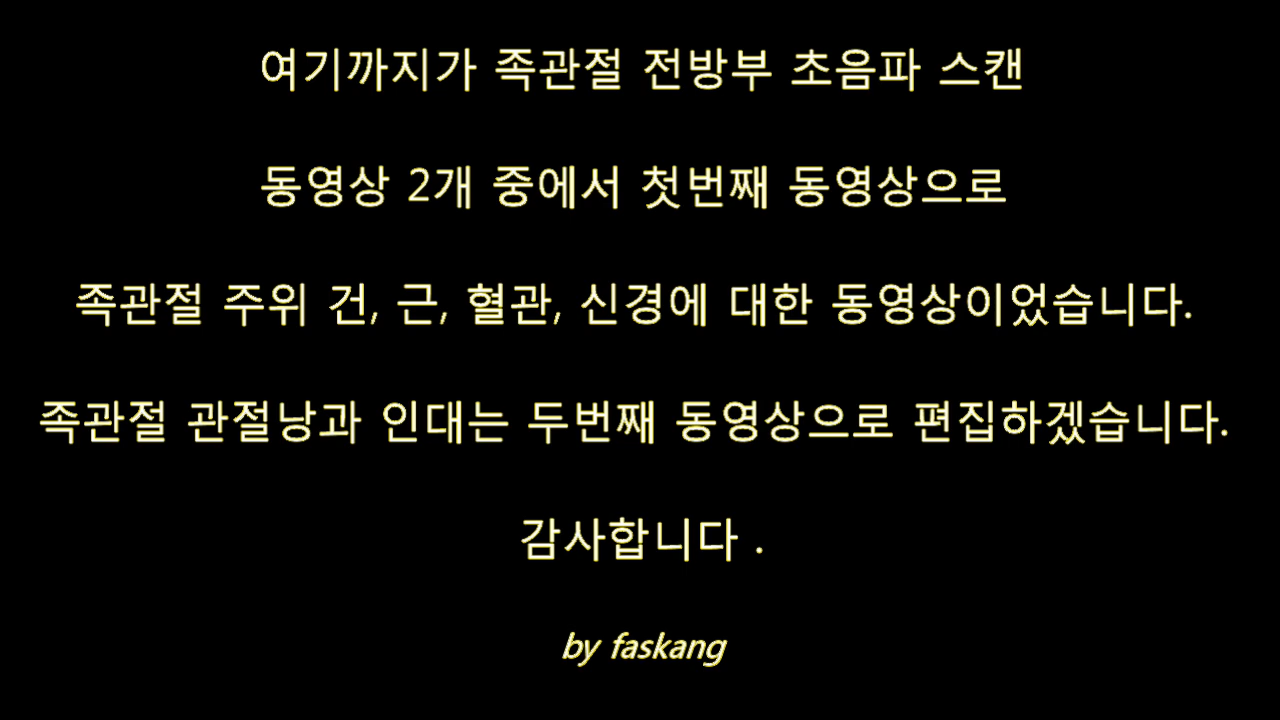 여기까지가 족관절 전방부 초음파 스캔
동영상 2개 중에서 첫번째 동영상으로
족관절 주위 건, 근, 혈관, 신경에 대한 동영상이었습니다.
족관절 관절낭과 인대는 두번째 동영상으로 편집하겠습니다.
감사합니다 .
by faskang